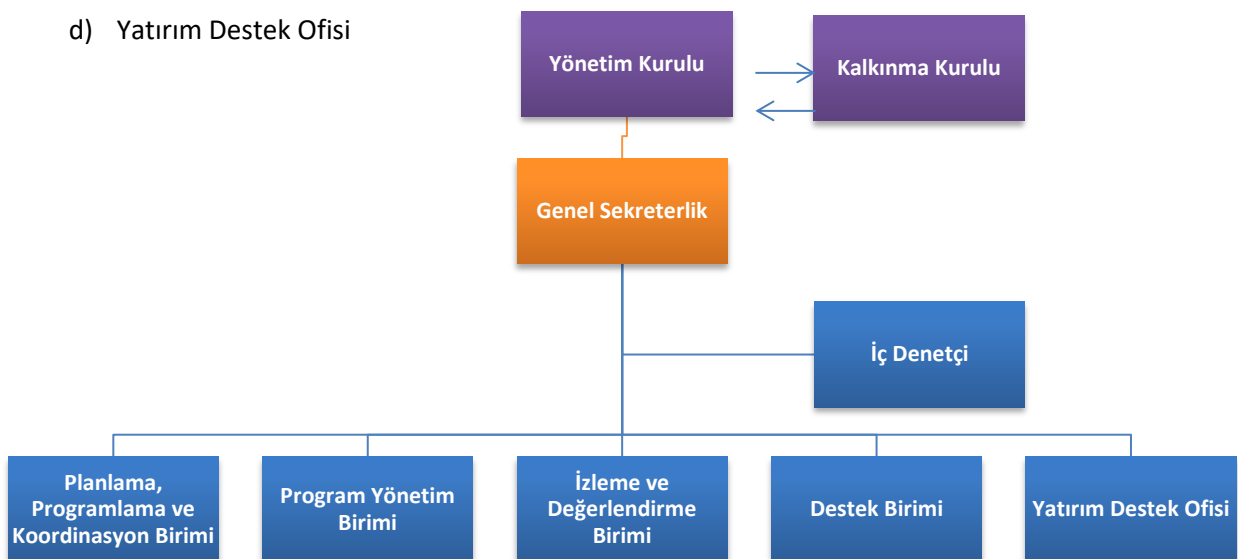 d) Yatırım Destek Ofisi
Yönetim Kurulu
Kalkınma Kurulu
Genel Sekreterlik
İç Denetçi
Planlama,
Programlama ve
Koordinasyon Birimi
Program Yönetim
Birimi
İzleme ve
Değerlendirme
Birimi
Destek Birimi
Yatırım Destek Ofisi